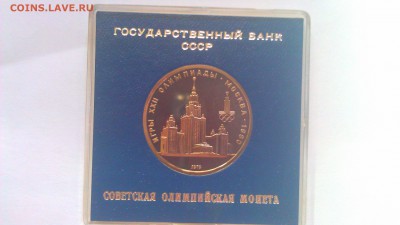 COINS.LAVE.RU
ГОСУДАРСТВЕННЫЙ БАНК
СССР
ИГРЫ XXII ОЛИМПИАДЫ · МОСКВА · 1980
1979
СОВЕТСКАЯ ОЛИМПИЙСКАЯ МОНЕТА